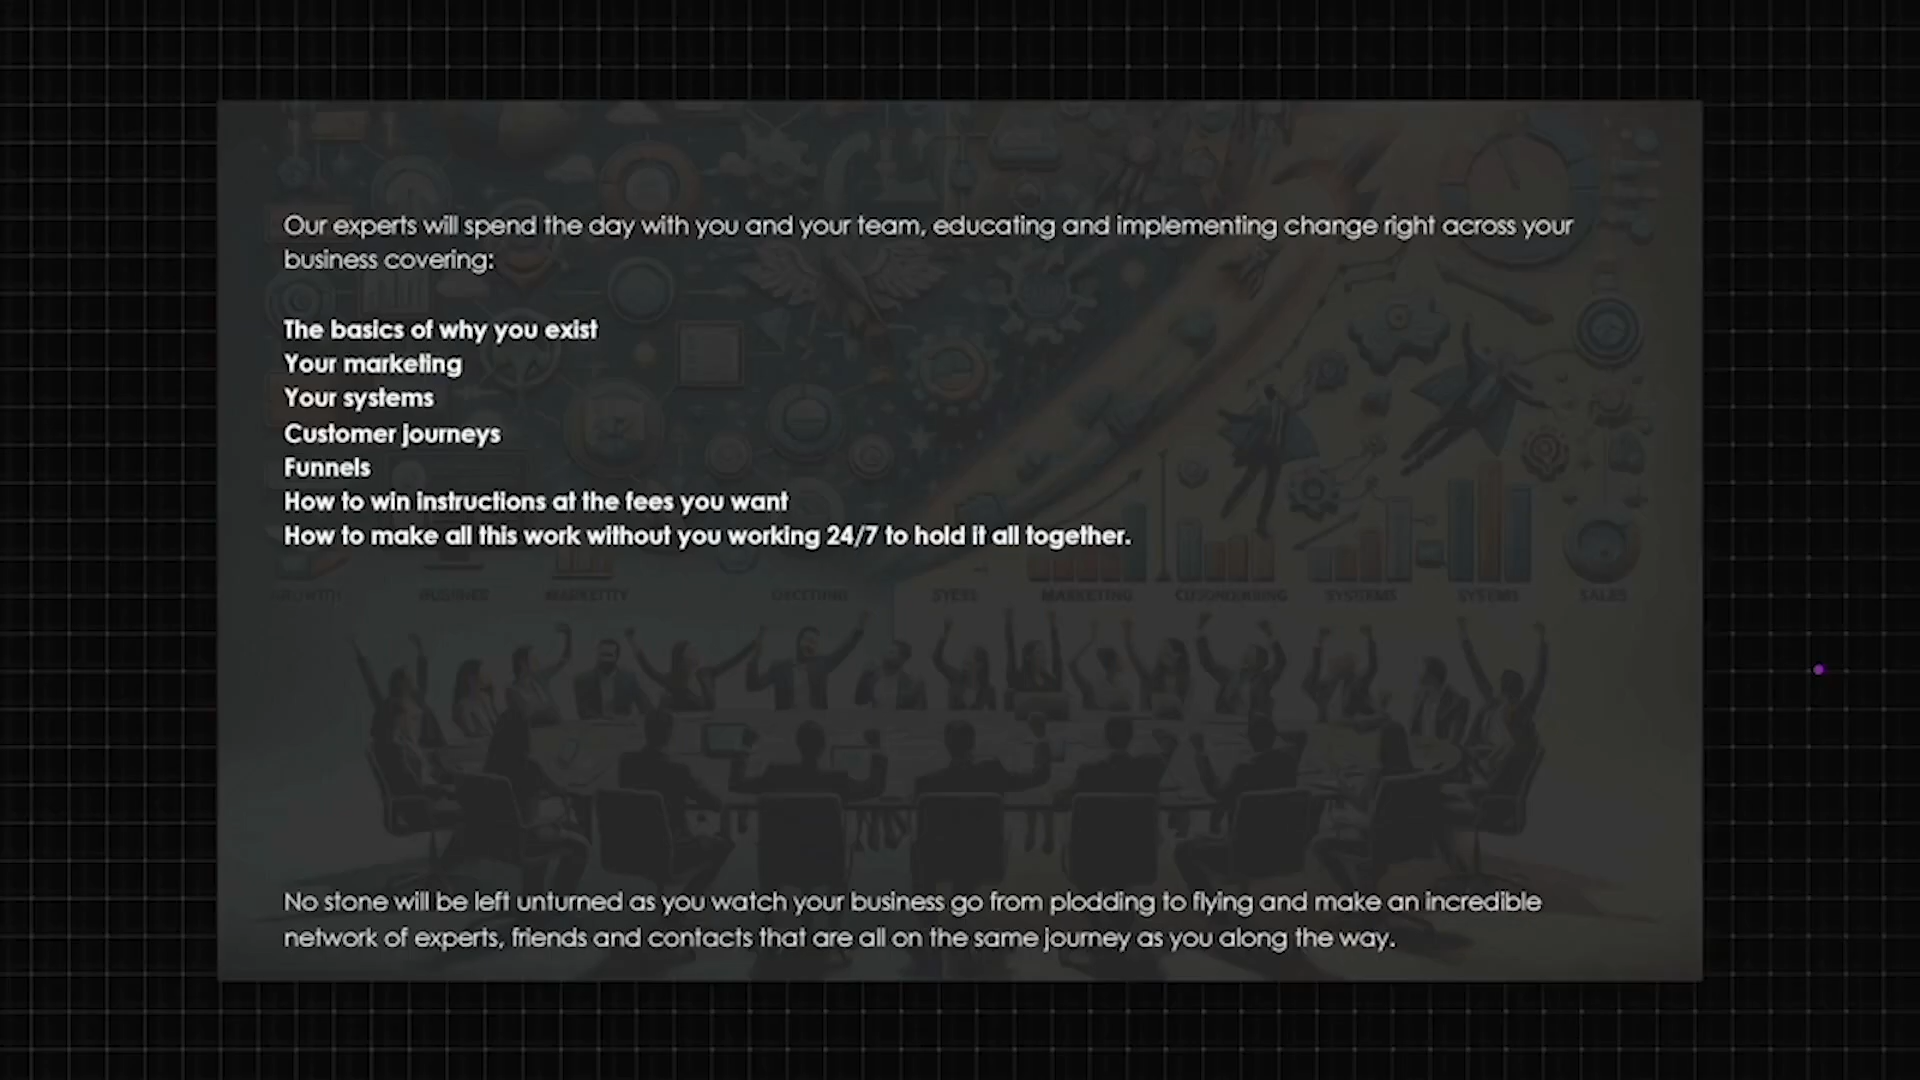 Our experts will spend the day with you and your team, educating and implementing change right across your
business covering:
The basics of why you exist
Your marketing
Your systems
Customer journeys
Funnels
How to win instructions at the fees you want
How to make all this work without you working 24/7 to hold it all together.
MARKETING
SYSTEMS
SALES
No stone will be left unturned as you watch your business go from plodding to flying and make an incredible
network of experts, friends and contacts that are all on the same journey as you along the way.